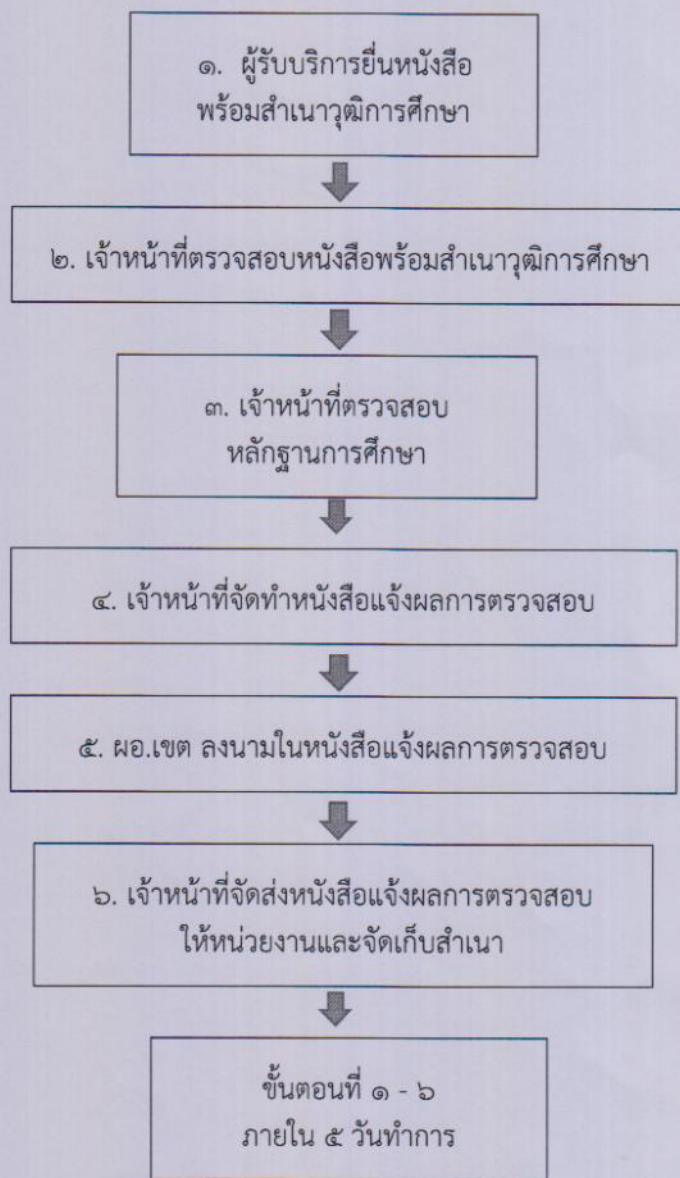 ๑. ผู้รับบริการยื่นหนังสือ
พร้อมสำเนาวุฒิการศึกษา
๒. เจ้าหน้าที่ตรวจสอบหนังสือพร้อมสำเนาวุฒิการศึกษา
๓. เจ้าหน้าที่ตรวจสอบ
หลักฐานการศึกษา
๔. เจ้าหน้าที่จัดทำหนังสือแจ้งผลการตรวจสอบ
๕. ผอ.เขต ลงนามในหนังสือแจ้งผลการตรวจสอบ
๖. เจ้าหน้าที่จัดส่งหนังสือแจ้งผลการตรวจสอบ
ให้หน่วยงานและจัดเก็บสำเนา
ขั้นตอนที่ ๑ - ๖
ภายใน ๕ วันทำการ